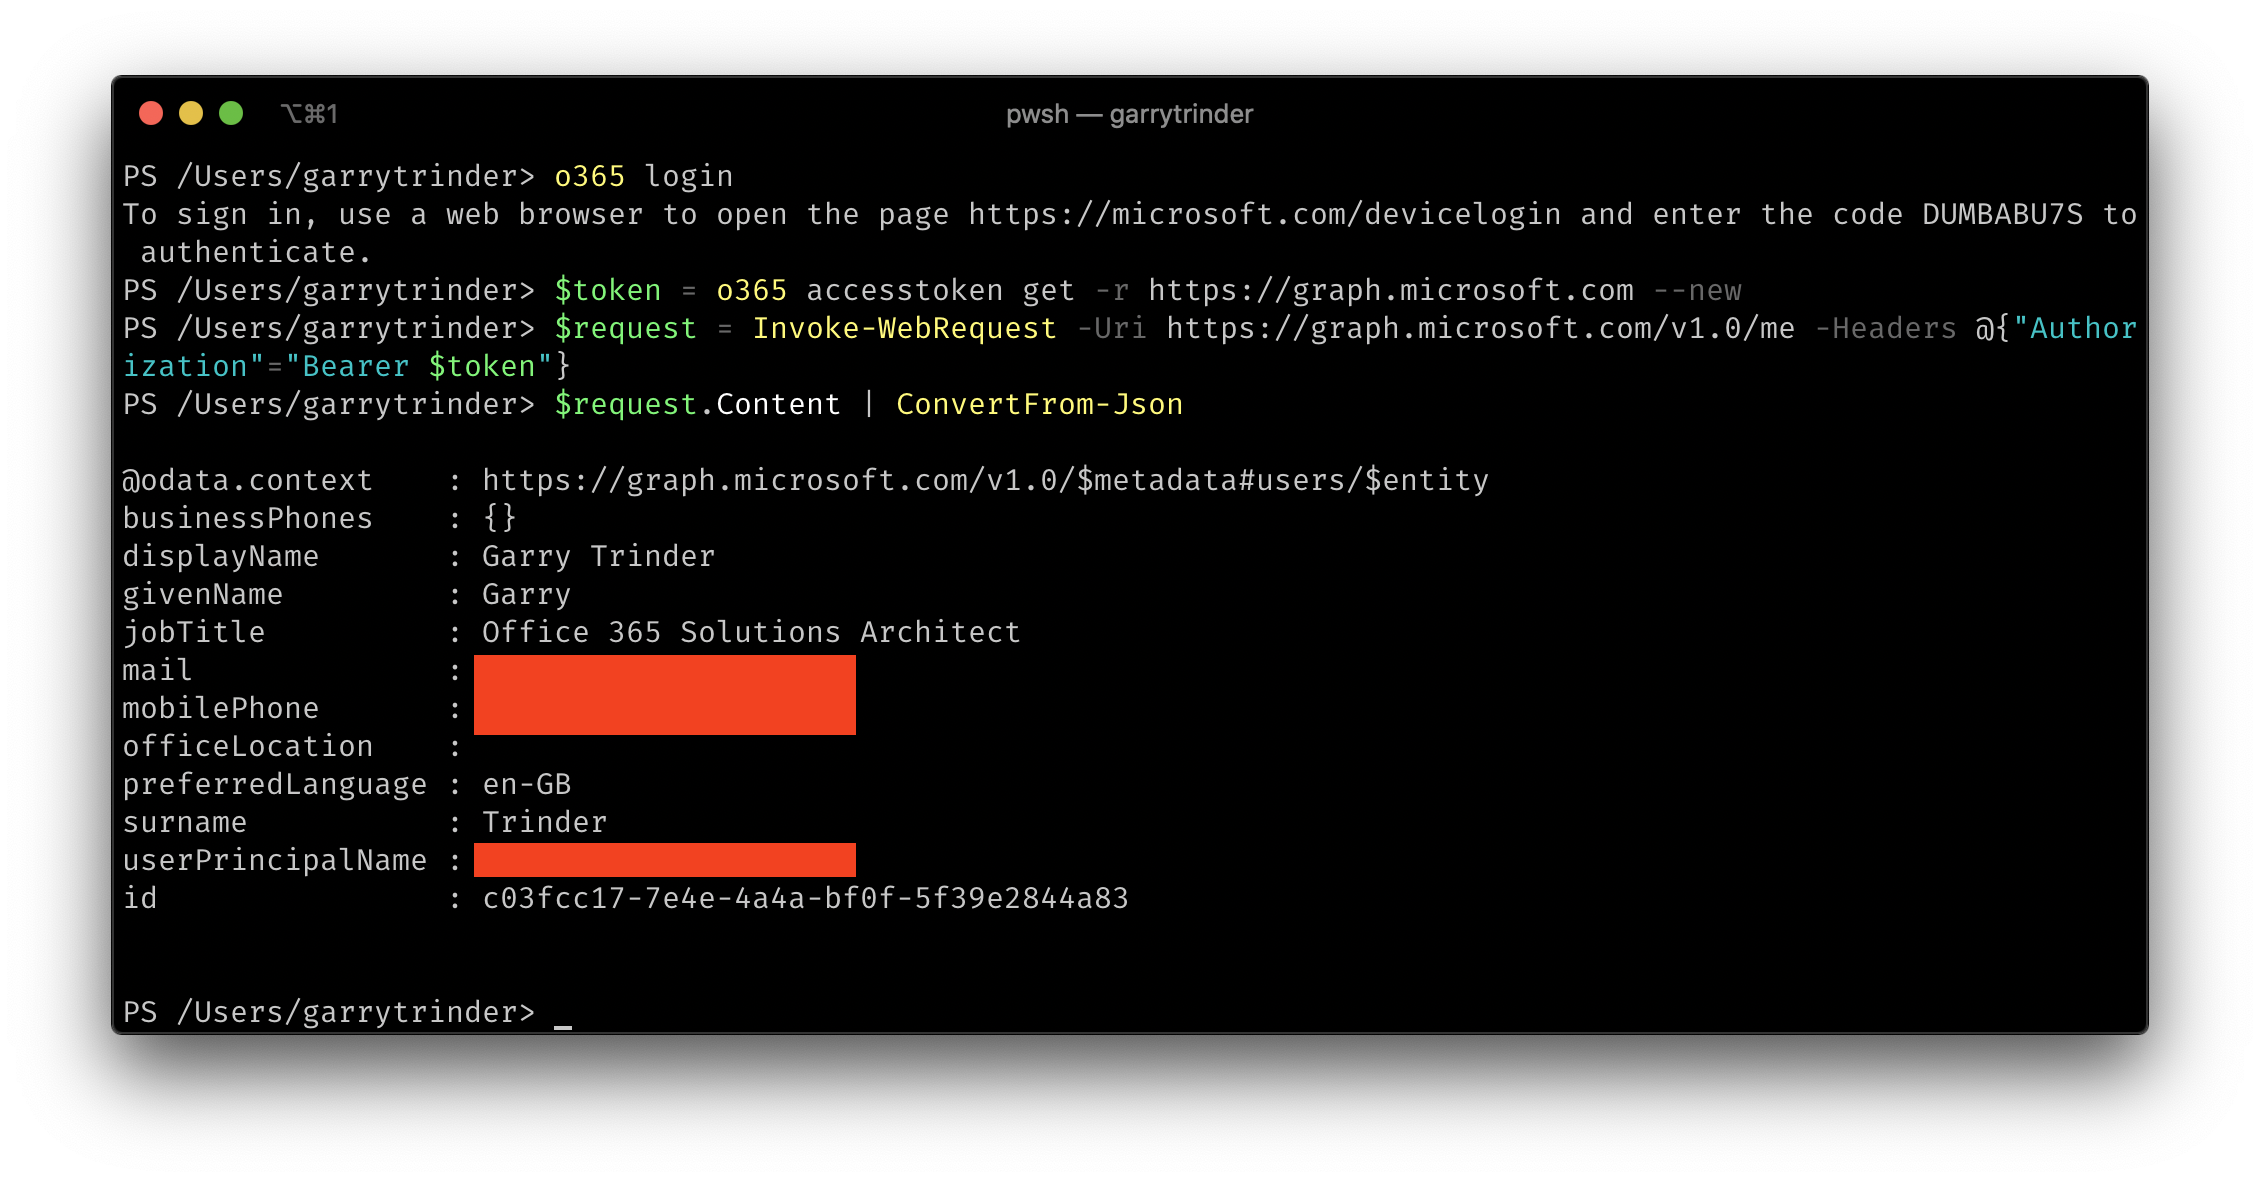 ⌥⌘1
pwsh — garrytrinder
PS /Users/garrytrinder> o365 login
To sign in, use a web browser to open the page https://microsoft.com/devicelogin and enter the code DUMBABU7S to
 authenticate.
PS /Users/garrytrinder> $token = o365 accesstoken get -r https://graph.microsoft.com --new
PS /Users/garrytrinder> $request = Invoke-WebRequest -Uri https://graph.microsoft.com/v1.0/me -Headers @{"Author
ization"="Bearer $token"}
PS /Users/garrytrinder> $request.Content | ConvertFrom-Json
@odata.context    : https://graph.microsoft.com/v1.0/$metadata#users/$entity
businessPhones    : {}
displayName       : Garry Trinder
givenName         : Garry
jobTitle          : Office 365 Solutions Architect
mail              :
mobilePhone       :
officeLocation    :
preferredLanguage : en-GB
surname           : Trinder
userPrincipalName :
id                : c03fcc17-7e4e-4a4a-bf0f-5f39e2844a83
PS /Users/garrytrinder> _